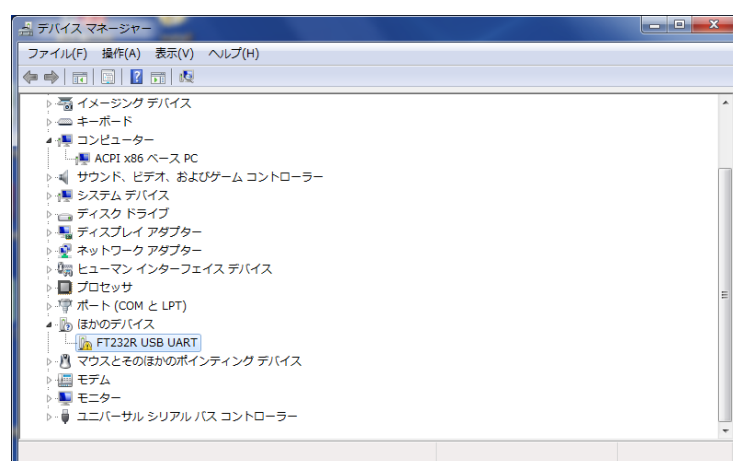 デバイス マネージャー
ファイル(F) 操作(A) 表示(V) ヘルプ(H)
イメージング デバイス
キーボード
コンピューター
ACPI x86 ベース PC
サウンド、ビデオ、およびゲーム コントローラー
システム デバイス
ディスク ドライブ
ディスプレイ アダプター
ネットワーク アダプター
ヒューマン インターフェイス デバイス
プロセッサ
ポート (COM と LPT)
ほかのデバイス
FT232R USB UART
マウスとそのほかのポインティング デバイス
モデム
モニター
ユニバーサル シリアル バス コントローラー